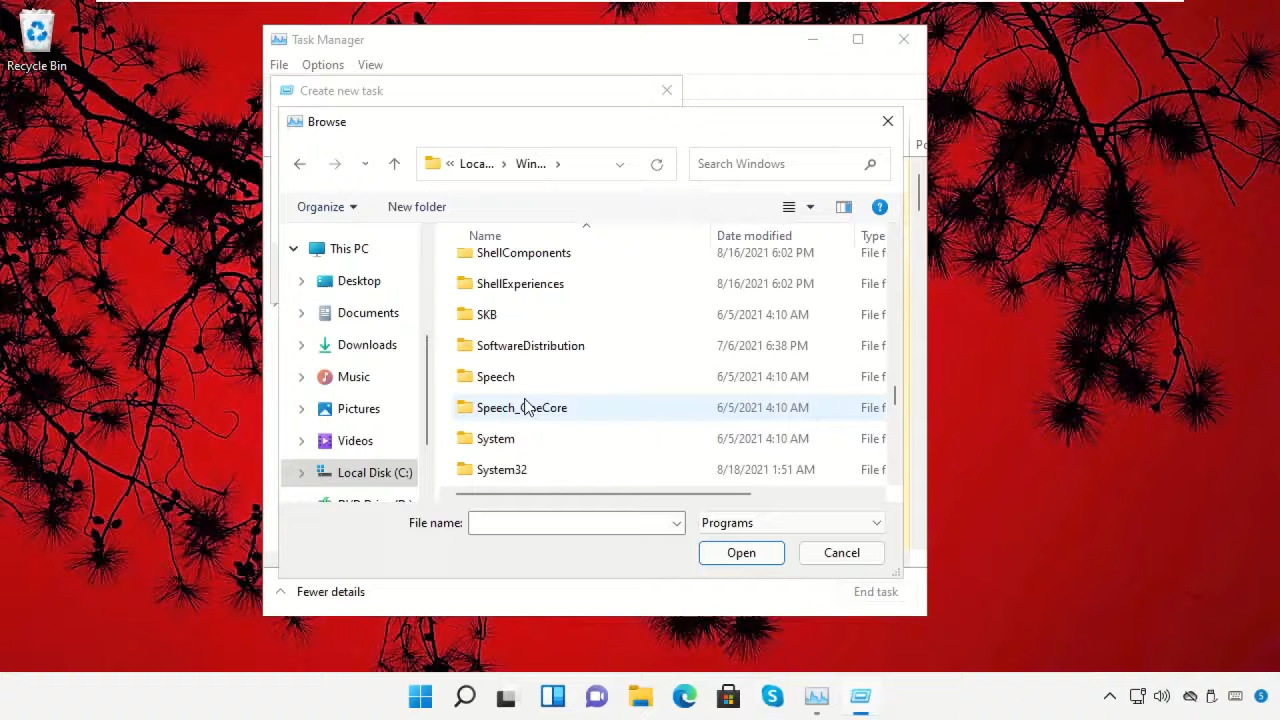 Recycle Bin
Task Manager
File Options View
Create new task
Browse
« Loca... › Win... ›
Search Windows
Organize New folder
Name Date modified Type
This PC
Desktop
Documents
Downloads
Music
Pictures
Videos
Local Disk (C:)
ShellComponents 8/16/2021 6:02 PM File f
ShellExperiences 8/16/2021 6:02 PM File f
SKB 6/5/2021 4:10 AM File f
SoftwareDistribution 7/6/2021 6:38 PM File f
Speech 6/5/2021 4:10 AM File f
Speech_OneCore 6/5/2021 4:10 AM File f
System 6/5/2021 4:10 AM File f
System32 8/18/2021 1:51 AM File f
File name: Programs
Open Cancel
Fewer details End task
5